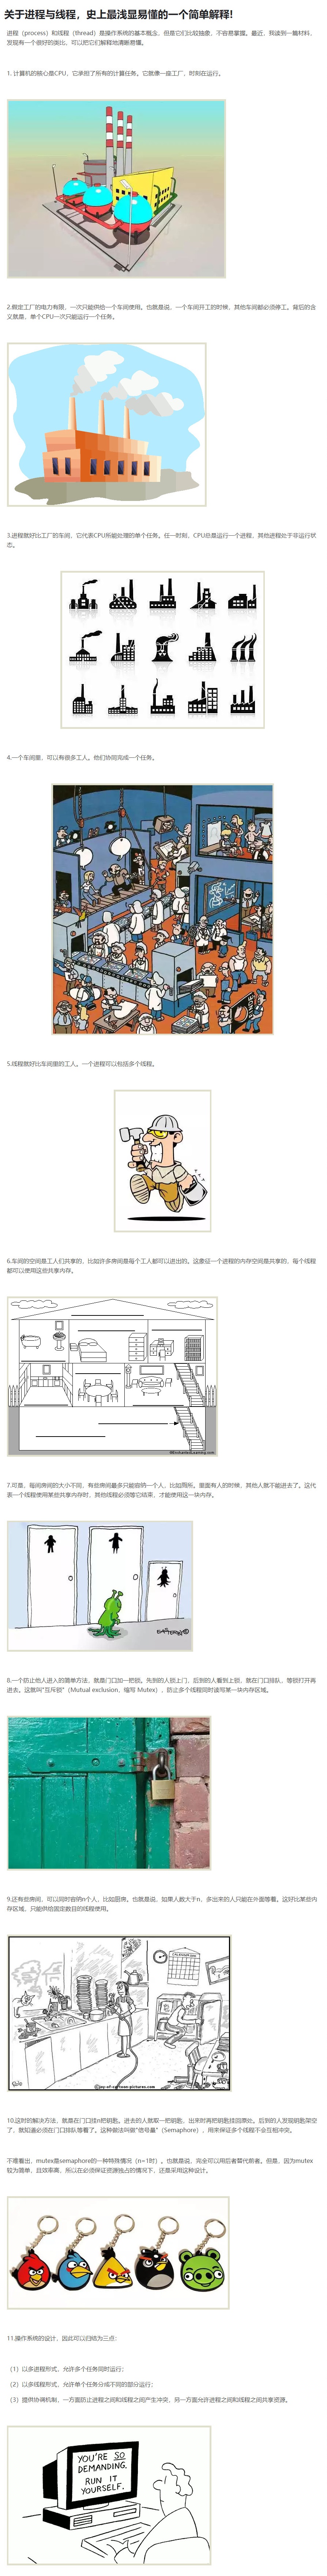 关于进程与线程，史上最浅显易懂的一个简单解释!
进程（process）和线程（thread）是操作系统的基本概念，但是它们比较抽象，不容易掌握。最近，我读到一篇材料，
发现有一个很好的类比，可以把它们解释地清晰易懂。
1. 计算机的核心是CPU，它承担了所有的计算任务。它就像一座工厂，时刻在运行。
2.假定工厂的电力有限，一次只能供给一个车间使用。也就是说，一个车间开工的时候，其他车间都必须停工。背后的含
义就是，单个CPU一次只能运行一个任务。
3.进程就好比工厂的车间，它代表CPU所能处理的单个任务。任一时刻，CPU总是运行一个进程，其他进程处于非运行状
态。
4.一个车间里，可以有很多工人。他们协同完成一个任务。
5.线程就好比车间里的工人。一个进程可以包括多个线程。
6.车间的空间是工人们共享的，比如许多房间是每个工人都可以进出的。这象征一个进程的内存空间是共享的，每个线程
都可以使用这些共享内存。
7.可是，每间房间的大小不同，有些房间最多只能容纳一个人，比如厕所。里面有人的时候，其他人就不能进去了。这代
表一个线程使用某些共享内存时，其他线程必须等它结束，才能使用这一块内存。
8.一个防止他人进入的简单方法，就是门口加一把锁。先到的人锁上门，后到的人看到上锁，就在门口排队，等锁打开再
进去。这就叫"互斥锁"（Mutual exclusion，缩写 Mutex），防止多个线程同时读写某一块内存区域。
9.还有些房间，可以同时容纳n个人，比如厨房。也就是说，如果人数大于n，多出来的人只能在外面等着。这好比某些内
存区域，只能供给固定数目的线程使用。
10.这时的解决方法，就是在门口挂n把钥匙。进去的人就取一把钥匙，出来时再把钥匙挂回原处。后到的人发现钥匙架空
了，就知道必须在门口排队等着了。这种做法叫做"信号量"（Semaphore），用来保证多个线程不会互相冲突。
不难看出，mutex是semaphore的一种特殊情况（n=1时）。也就是说，完全可以用后者替代前者。但是，因为mutex
较为简单，且效率高，所以在必须保证资源独占的情况下，还是采用这种设计。
11.操作系统的设计，因此可以归结为三点：
（1）以多进程形式，允许多个任务同时运行；
（2）以多线程形式，允许单个任务分成不同的部分运行；
（3）提供协调机制，一方面防止进程之间和线程之间产生冲突，另一方面允许进程之间和线程之间共享资源。
YOU'RE SO
DEMANDING.
RUN IT
YOURSELF.